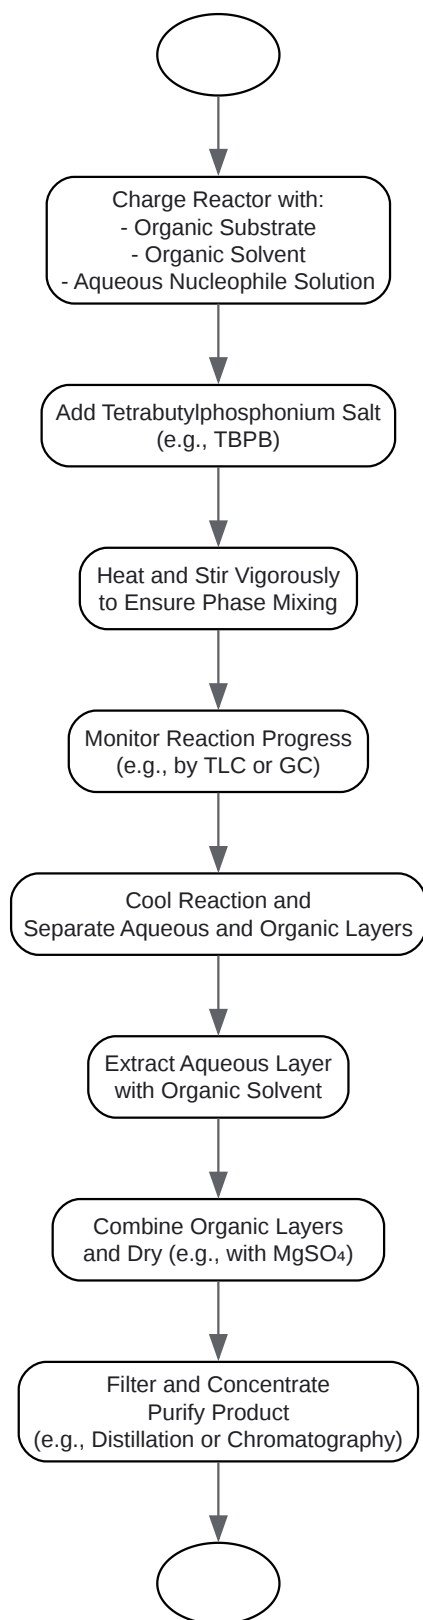 Charge Reactor with:
- Organic Substrate
- Organic Solvent
- Aqueous Nucleophile Solution
Add Tetrabutylphosphonium Salt
(e.g., TBPB)
Heat and Stir Vigorously
to Ensure Phase Mixing
Monitor Reaction Progress
(e.g., by TLC or GC)
Cool Reaction and
Separate Aqueous and Organic Layers
Extract Aqueous Layer
with Organic Solvent
Combine Organic Layers
and Dry (e.g., with MgSO₄)
Filter and Concentrate
Purify Product
(e.g., Distillation or Chromatography)